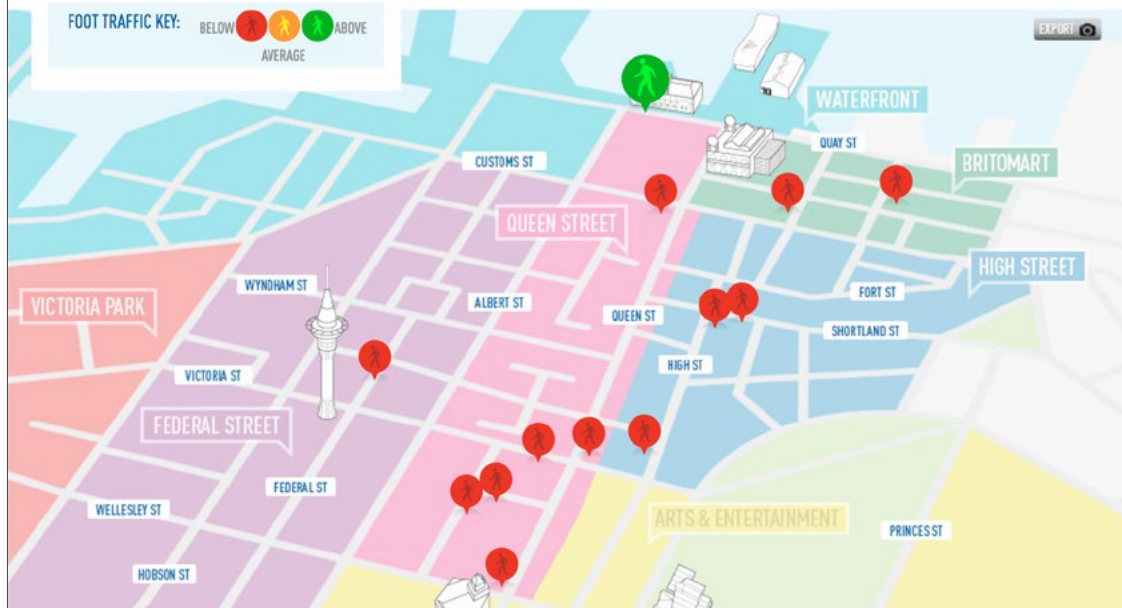 FOOT TRAFFIC KEY:
BELOW
ABOVE
AVERAGE
EXPORT
WATERFRONT
QUAY ST
CUSTOMS ST
BRITOMART
QUEEN STREET
HIGH STREET
WYNDHAM ST
FORT ST
VICTORIA PARK
ALBERT ST
QUEEN ST
SHORTLAND ST
HIGH ST
VICTORIA ST
FEDERAL STREET
FEDERAL ST
WELLESLEY ST
ARTS & ENTERTAINMENT
PRINCES ST
HOBSON ST